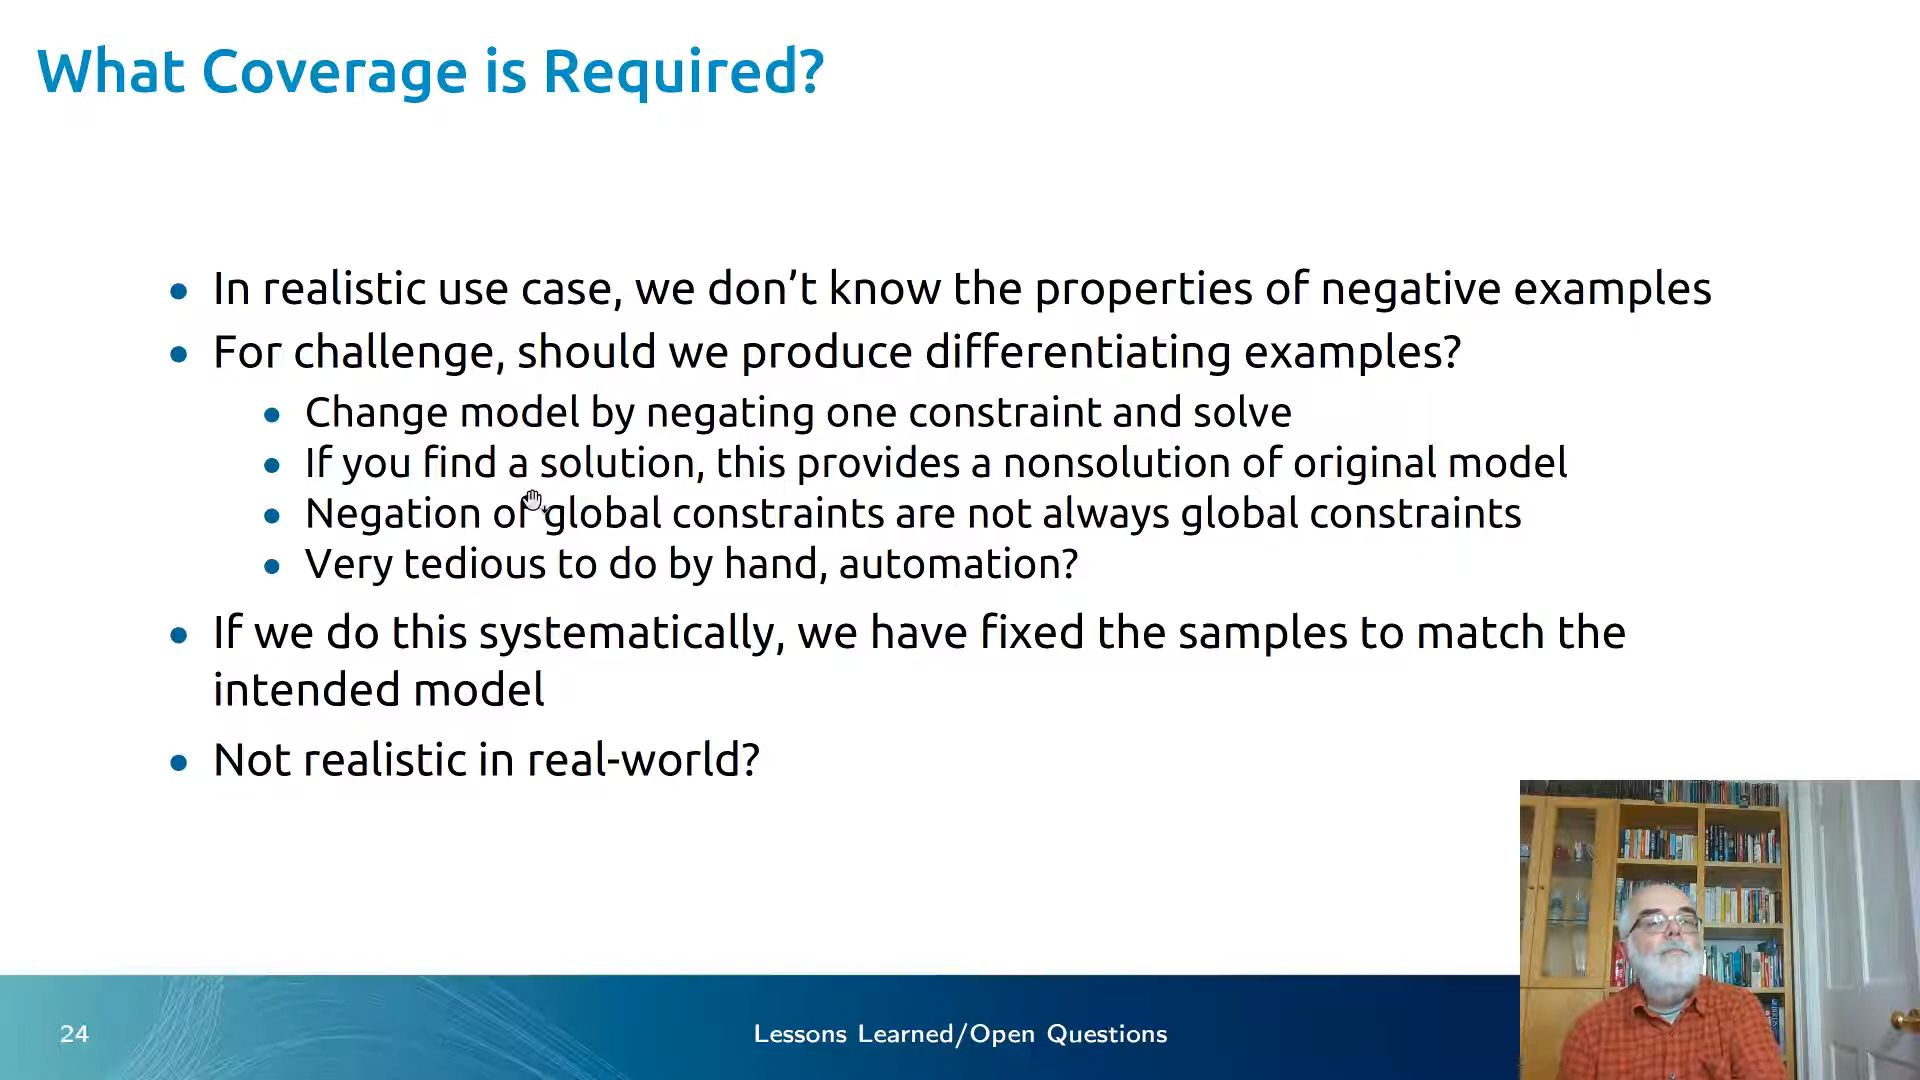 What Coverage is Required?
• In realistic use case, we don’t know the properties of negative examples
• For challenge, should we produce differentiating examples?
• Change model by negating one constraint and solve
• If you find a solution, this provides a nonsolution of original model
• Negation of global constraints are not always global constraints
• Very tedious to do by hand, automation?
• If we do this systematically, we have fixed the samples to match the
intended model
• Not realistic in real-world?
24
Lessons Learned/Open Questions